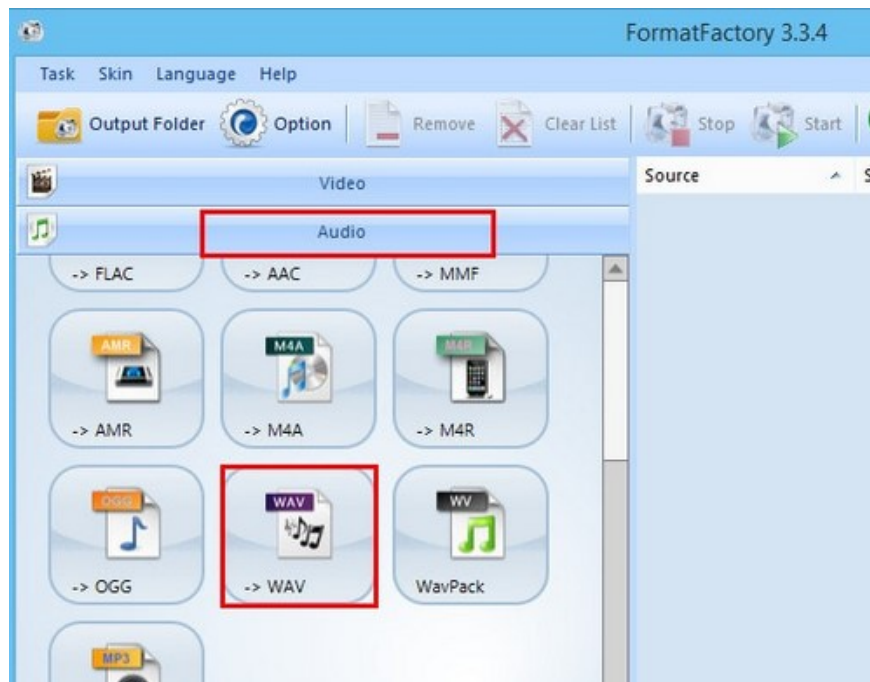 FormatFactory 3.3.4
Task Skin Language Help
Output Folder Option Remove Clear List Stop Start
Video
Source
Audio
-> FLAC -> AAC -> MMF
AMR M4A M4R
-> AMR -> M4A -> M4R
OGG WAV WV
-> OGG -> WAV WavPack
MP3